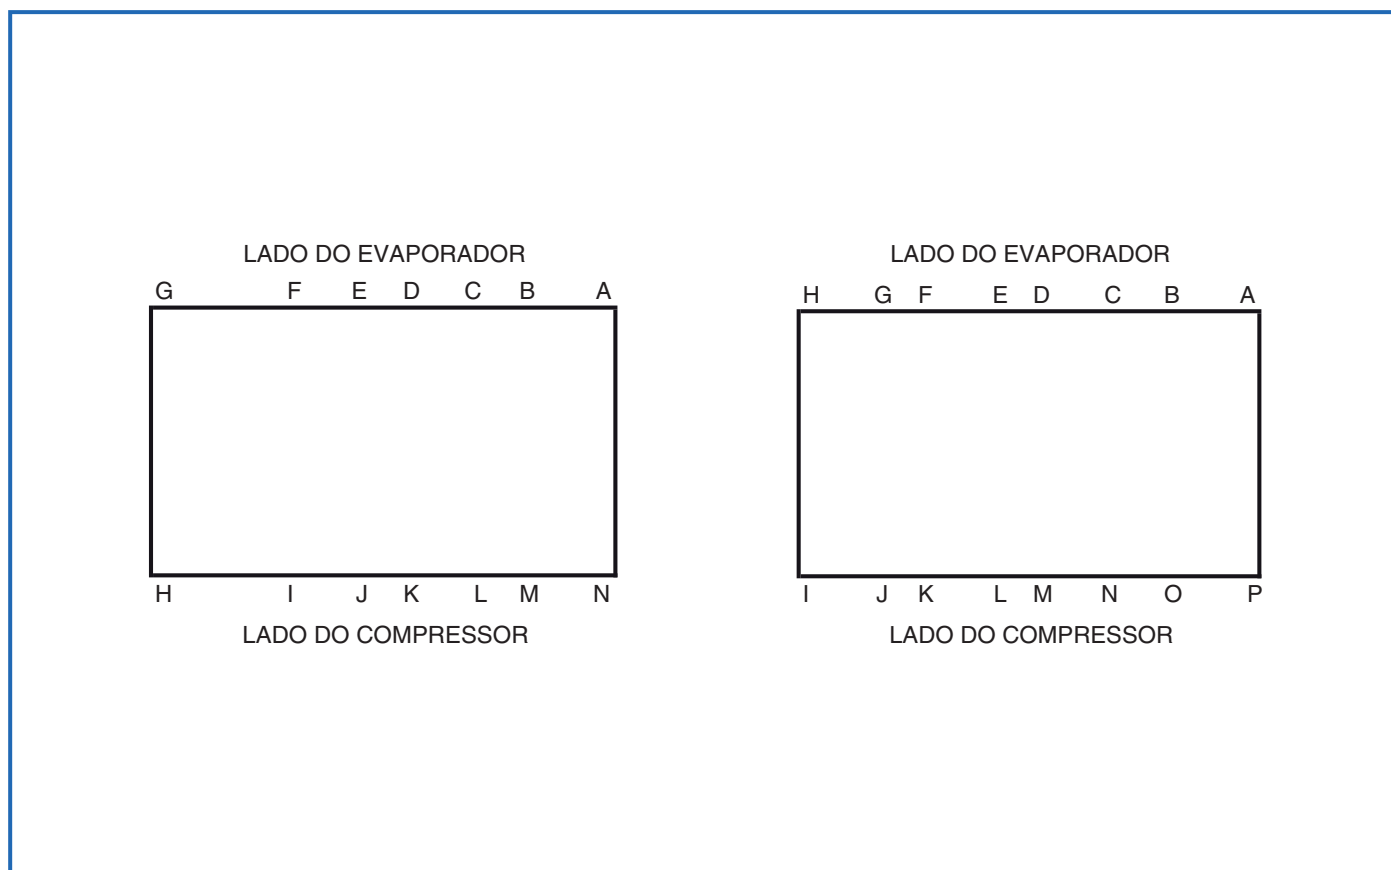 LADO DO EVAPORADOR
G F E D C B A
H I J K L M N
LADO DO COMPRESSOR
LADO DO EVAPORADOR
H G F E D C B A
I J K L M N O P
LADO DO COMPRESSOR